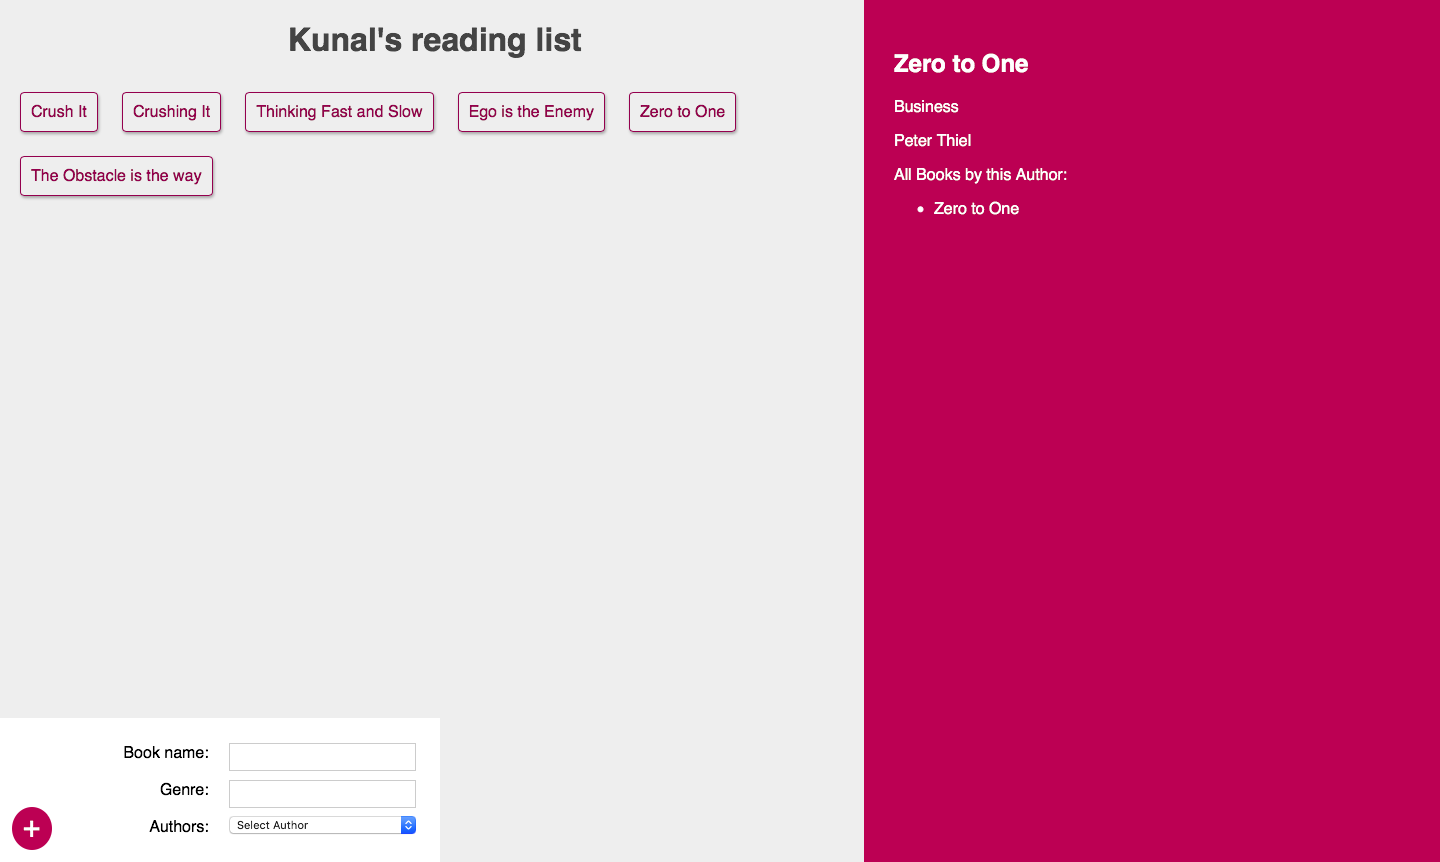 Kunal's reading list
Crush It
Crushing It
Thinking Fast and Slow
Ego is the Enemy
Zero to One
The Obstacle is the way
Zero to One
Business
Peter Thiel
All Books by this Author:
Zero to One
Book name:
Genre:
Authors: Select Author
+